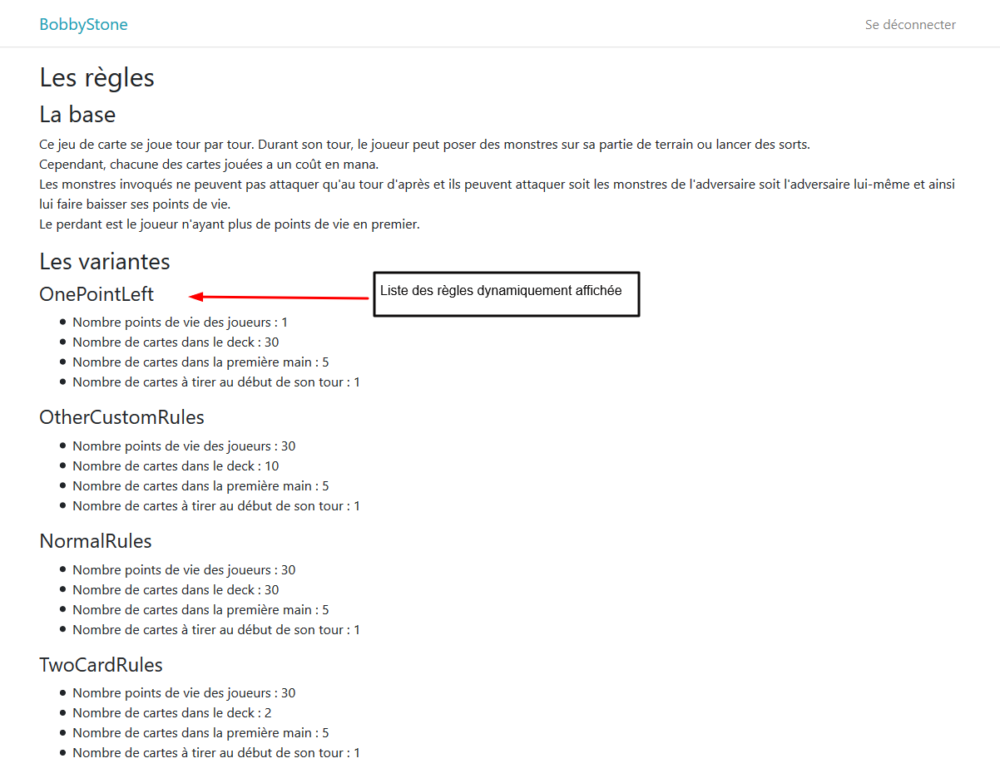 BobbyStone
Se déconnecter
Les règles
La base
Ce jeu de carte se joue tour par tour. Durant son tour, le joueur peut poser des monstres sur sa partie de terrain ou lancer des sorts.
Cependant, chacune des cartes jouées a un coût en mana.
Les monstres invoqués ne peuvent pas attaquer qu'au tour d'après et ils peuvent attaquer soit les monstres de l'adversaire soit l'adversaire lui-même et ainsi
lui faire baisser ses points de vie.
Le perdant est le joueur n'ayant plus de points de vie en premier.
Les variantes
OnePointLeft
Liste des règles dynamiquement affichée
• Nombre points de vie des joueurs : 1
• Nombre de cartes dans le deck : 30
• Nombre de cartes dans la première main : 5
• Nombre de cartes à tirer au début de son tour : 1
OtherCustomRules
• Nombre points de vie des joueurs : 30
• Nombre de cartes dans le deck : 10
• Nombre de cartes dans la première main : 5
• Nombre de cartes à tirer au début de son tour : 1
NormalRules
• Nombre points de vie des joueurs : 30
• Nombre de cartes dans le deck : 30
• Nombre de cartes dans la première main : 5
• Nombre de cartes à tirer au début de son tour : 1
TwoCardRules
• Nombre points de vie des joueurs : 30
• Nombre de cartes dans le deck : 2
• Nombre de cartes dans la première main : 5
• Nombre de cartes à tirer au début de son tour : 1